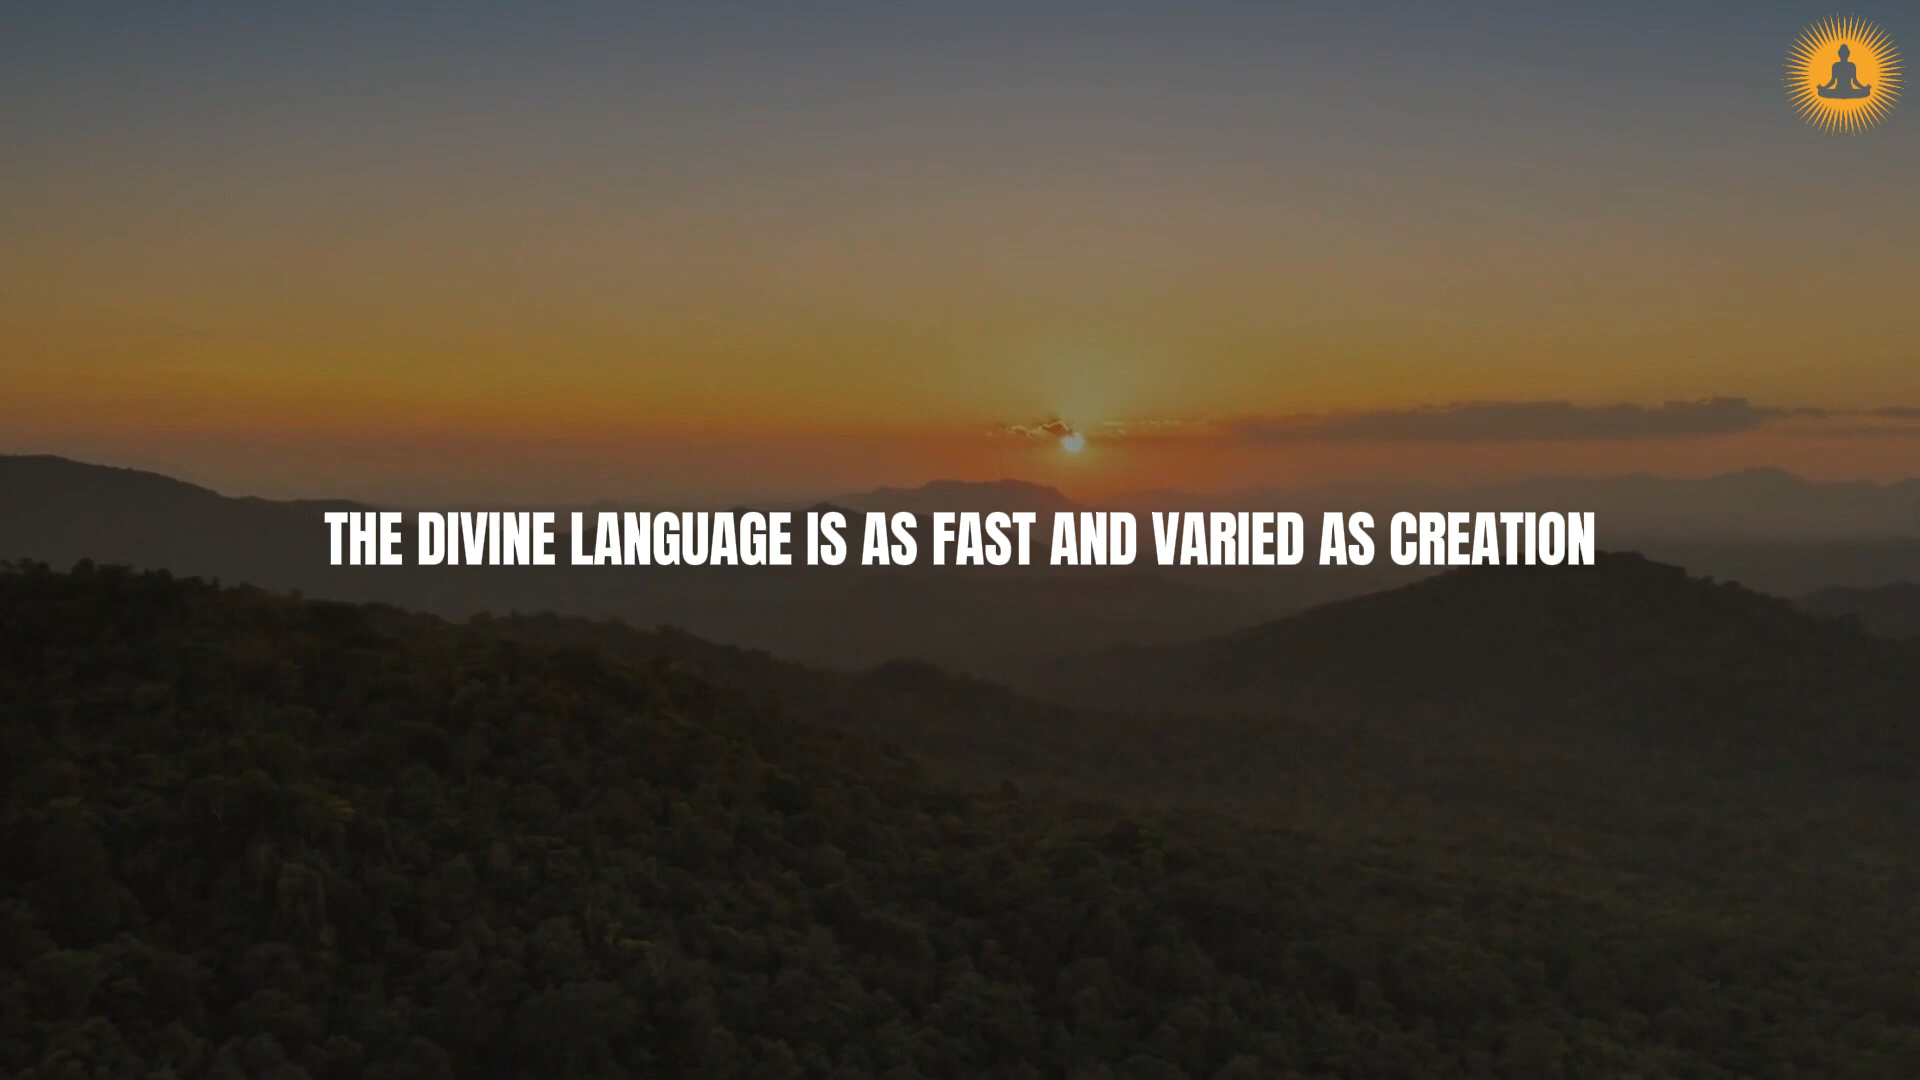 THE DIVINE LANGUAGE IS AS FAST AND VARIED AS CREATION